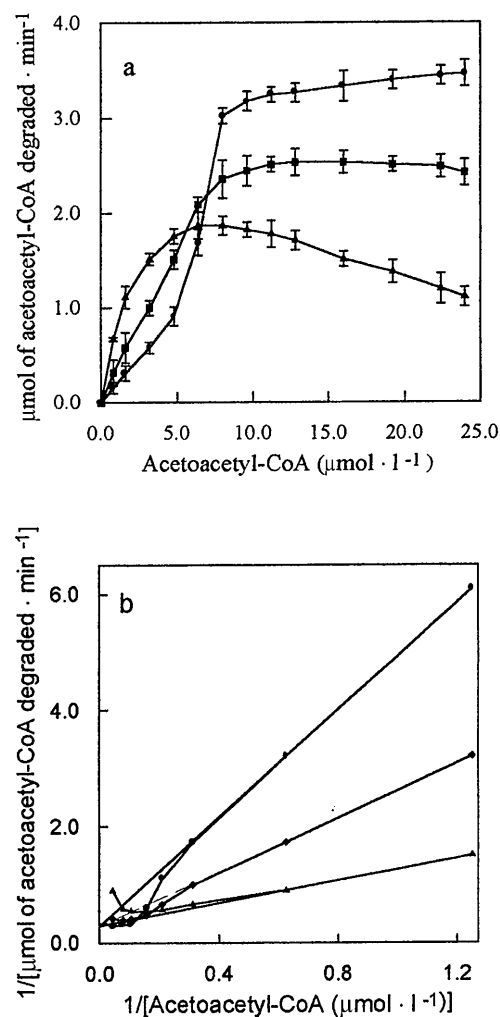 a
4.0
3.0
2.0
1.0
0.0
0.0 5.0 10.0 15.0 20.0 25.0
μmol of acetoacetyl-CoA degraded · min⁻¹
Acetoacetyl-CoA (μmol · l⁻¹)
b
6.0
4.0
2.0
0.0
0.0 0.4 0.8 1.2
1/[μmol of acetoacetyl-CoA degraded · min⁻¹]
1/[Acetoacetyl-CoA (μmol · l⁻¹)]